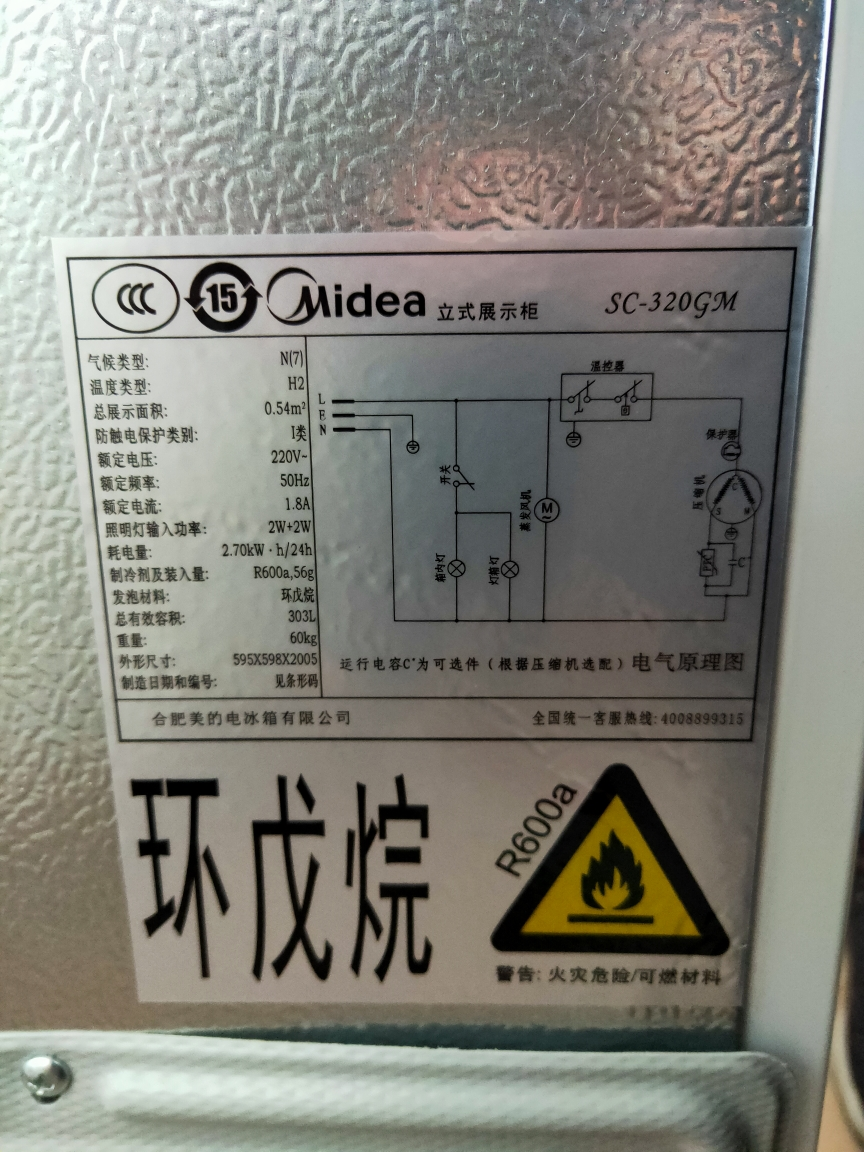 CCC 15 Midea 立式展示柜 SC-320GM
气候类型: N(7)
温度类型: H2
总展示面积: 0.54m²
防触电保护类别: I类
额定电压: 220V~
额定频率: 50Hz
额定电流: 1.8A
照明灯输入功率: 2W+2W
耗电量: 2.70kW·h/24h
制冷剂及装入量: R600a,56g
发泡材料: 环戊烷
总有效容积: 303L
重量: 60kg
外形尺寸: 595X598X2005
制造日期和编号: 见条形码
L
E
N
温控器
开关
蒸发风机
M
箱内灯
灯箱灯
保护器
压缩机
C
S
M
PTC
C*
运行电容C*为可选件(根据压缩机选配) 电气原理图
合肥美的电冰箱有限公司 全国统一客服热线:4008899315
环戊烷
R600a
警告: 火灾危险/可燃材料